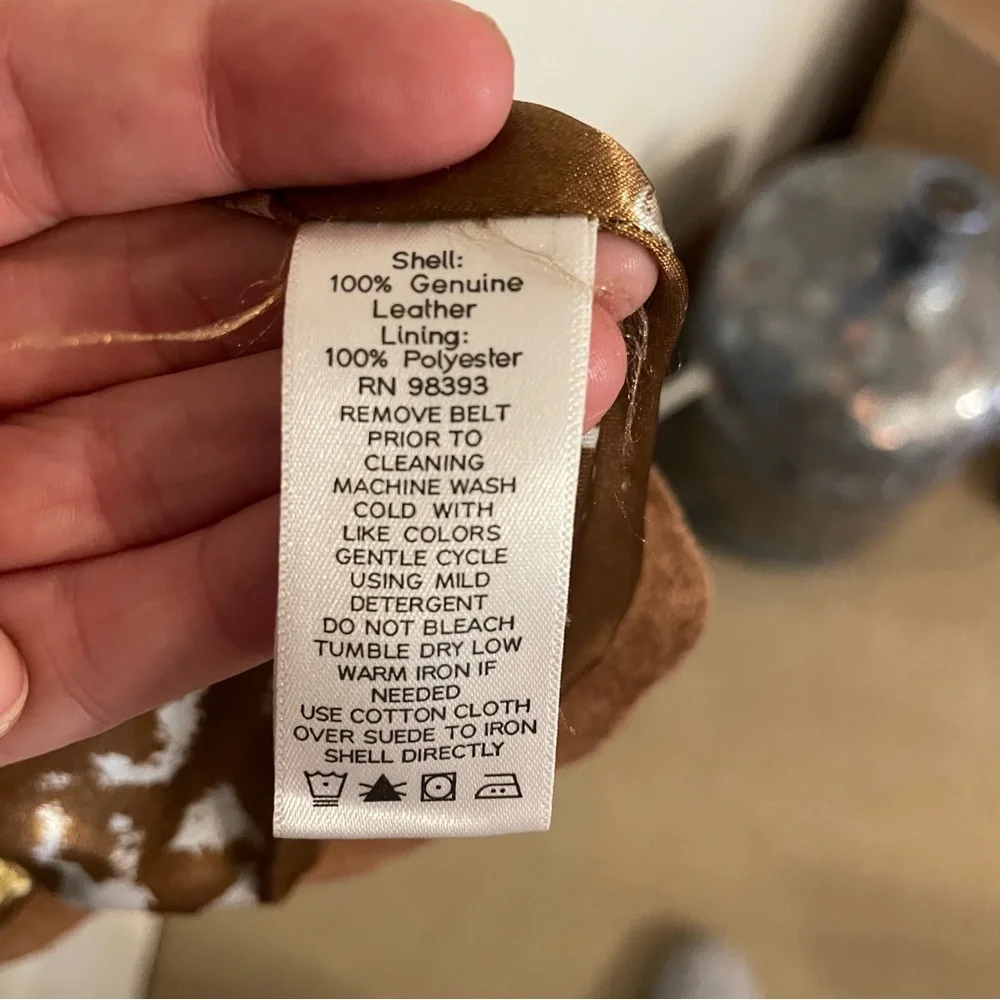 Shell:
100% Genuine
Leather
Lining:
100% Polyester
RN 98393
REMOVE BELT
PRIOR TO
CLEANING
MACHINE WASH
COLD WITH
LIKE COLORS
GENTLE CYCLE
USING MILD
DETERGENT
DO NOT BLEACH
TUMBLE DRY LOW
WARM IRON IF
NEEDED
USE COTTON CLOTH
OVER SUEDE TO IRON
SHELL DIRECTLY